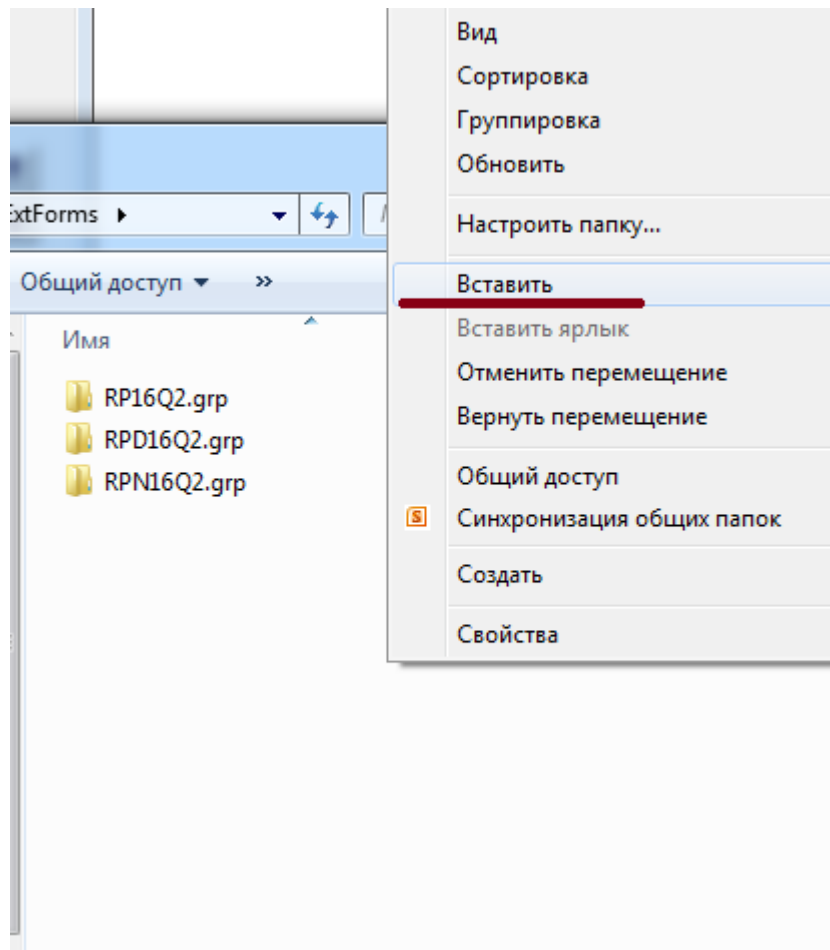 Вид
Сортировка
Группировка
Обновить
ExtForms
Настроить папку...
Общий доступ
»
Вставить
Имя
Вставить ярлык
Отменить перемещение
RP16Q2.grp
Вернуть перемещение
RPD16Q2.grp
RPN16Q2.grp
Общий доступ
S
Синхронизация общих папок
Создать
Свойства